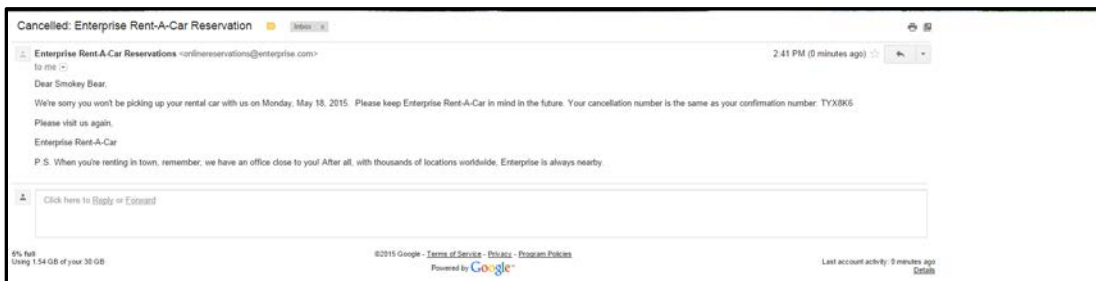 Cancelled: Enterprise Rent-A-Car Reservation
Inbox x
Enterprise Rent-A-Car Reservations <onlinereservations@enterprise.com>
2:41 PM (0 minutes ago)
to me
Dear Smokey Bear,
We're sorry you won't be picking up your rental car with us on Monday, May 18, 2015. Please keep Enterprise Rent-A-Car in mind in the future. Your cancellation number is the same as your confirmation number: TYX8K6
Please visit us again.
Enterprise Rent-A-Car
P.S. When you're renting in town, remember, we have an office close to you! After all, with thousands of locations worldwide, Enterprise is always nearby.
Click here to Reply or Forward
6% full
Using 1.54 GB of your 30 GB
©2015 Google - Terms of Service - Privacy - Program Policies
Powered by Google™
Last account activity: 0 minutes ago
Details